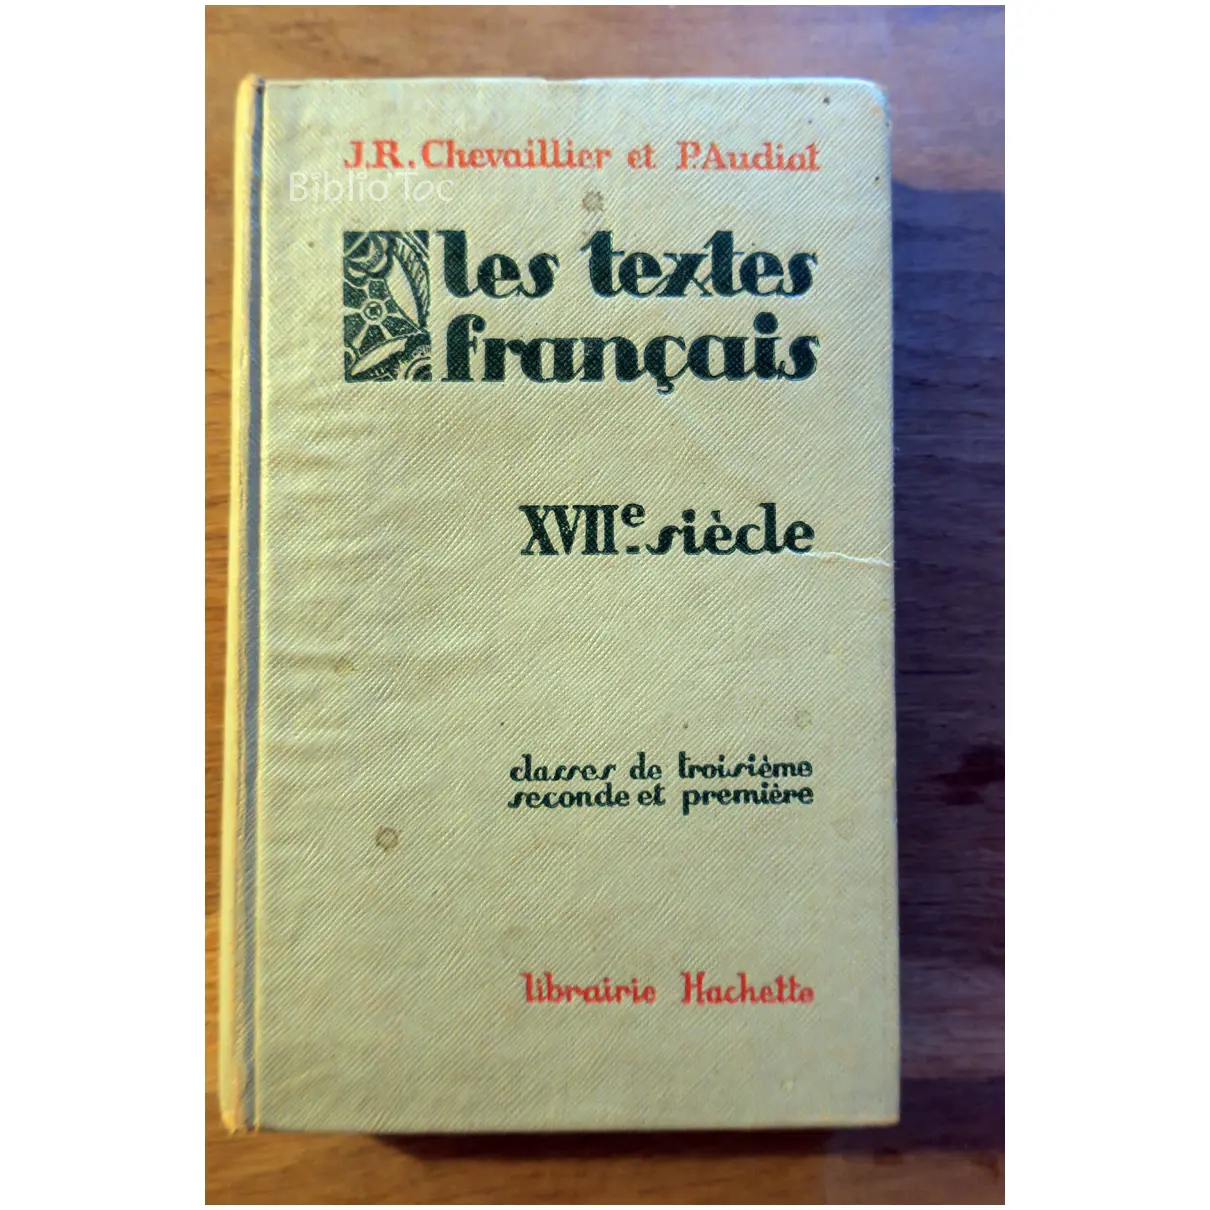 J.R. Chevaillier et P. Audiat
Biblio'Toc
les textes
français
XVIIe. siècle
classes de troisième
seconde et première
librairie Hachette